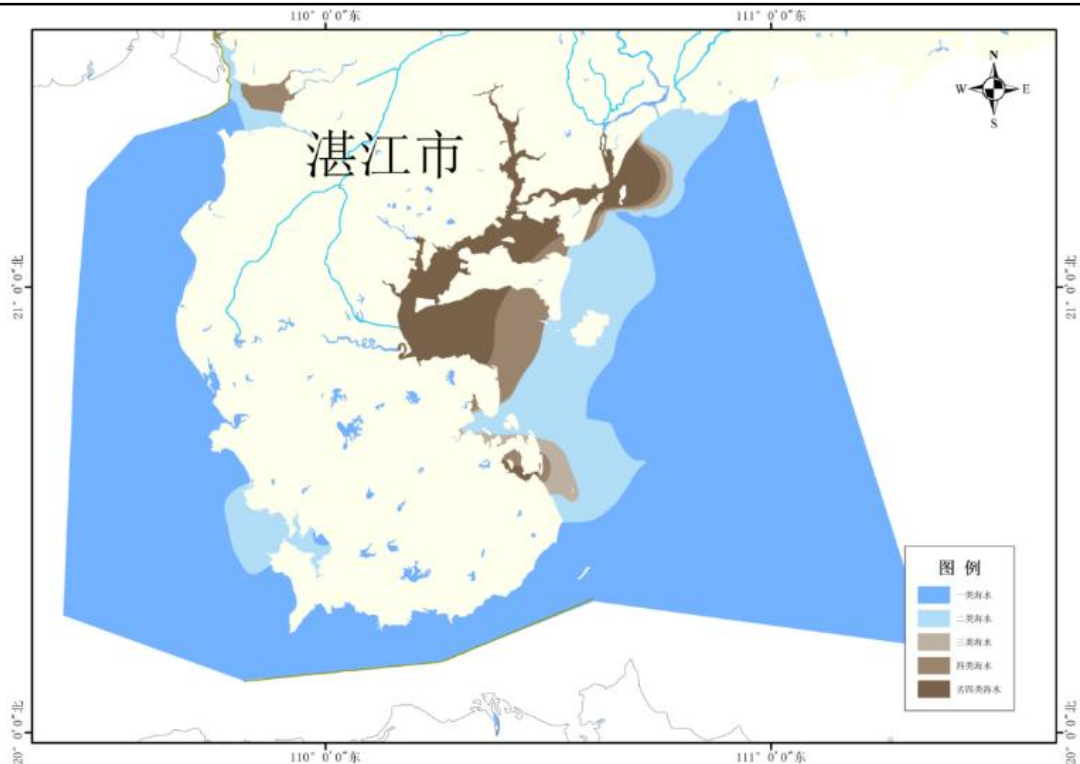 110° 0'0"东
111° 0'0"东
N
W
E
S
湛江市
21° 0'0"北
21° 0'0"北
图 例
一类海水
二类海水
三类海水
四类海水
劣四类海水
20° 0'0"北
20° 0'0"北
110° 0'0"东
111° 0'0"东